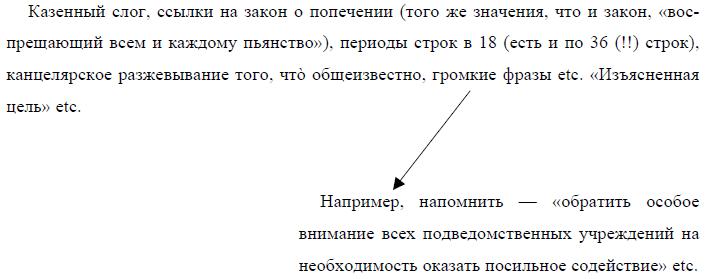 Казенный слог, ссылки на закон о попечении (того же значения, что и закон, «вос-
прещающий всем и каждому пьянство»), периоды строк в 18 (есть и по 36 (!!) строк),
канцелярское разжевывание того, что̀ общеизвестно, громкие фразы etc. «Изъясненная
цель» etc.
Например, напомнить — «обратить особое
внимание всех подведомственных учреждений на
необходимость оказать посильное содействие» etc.